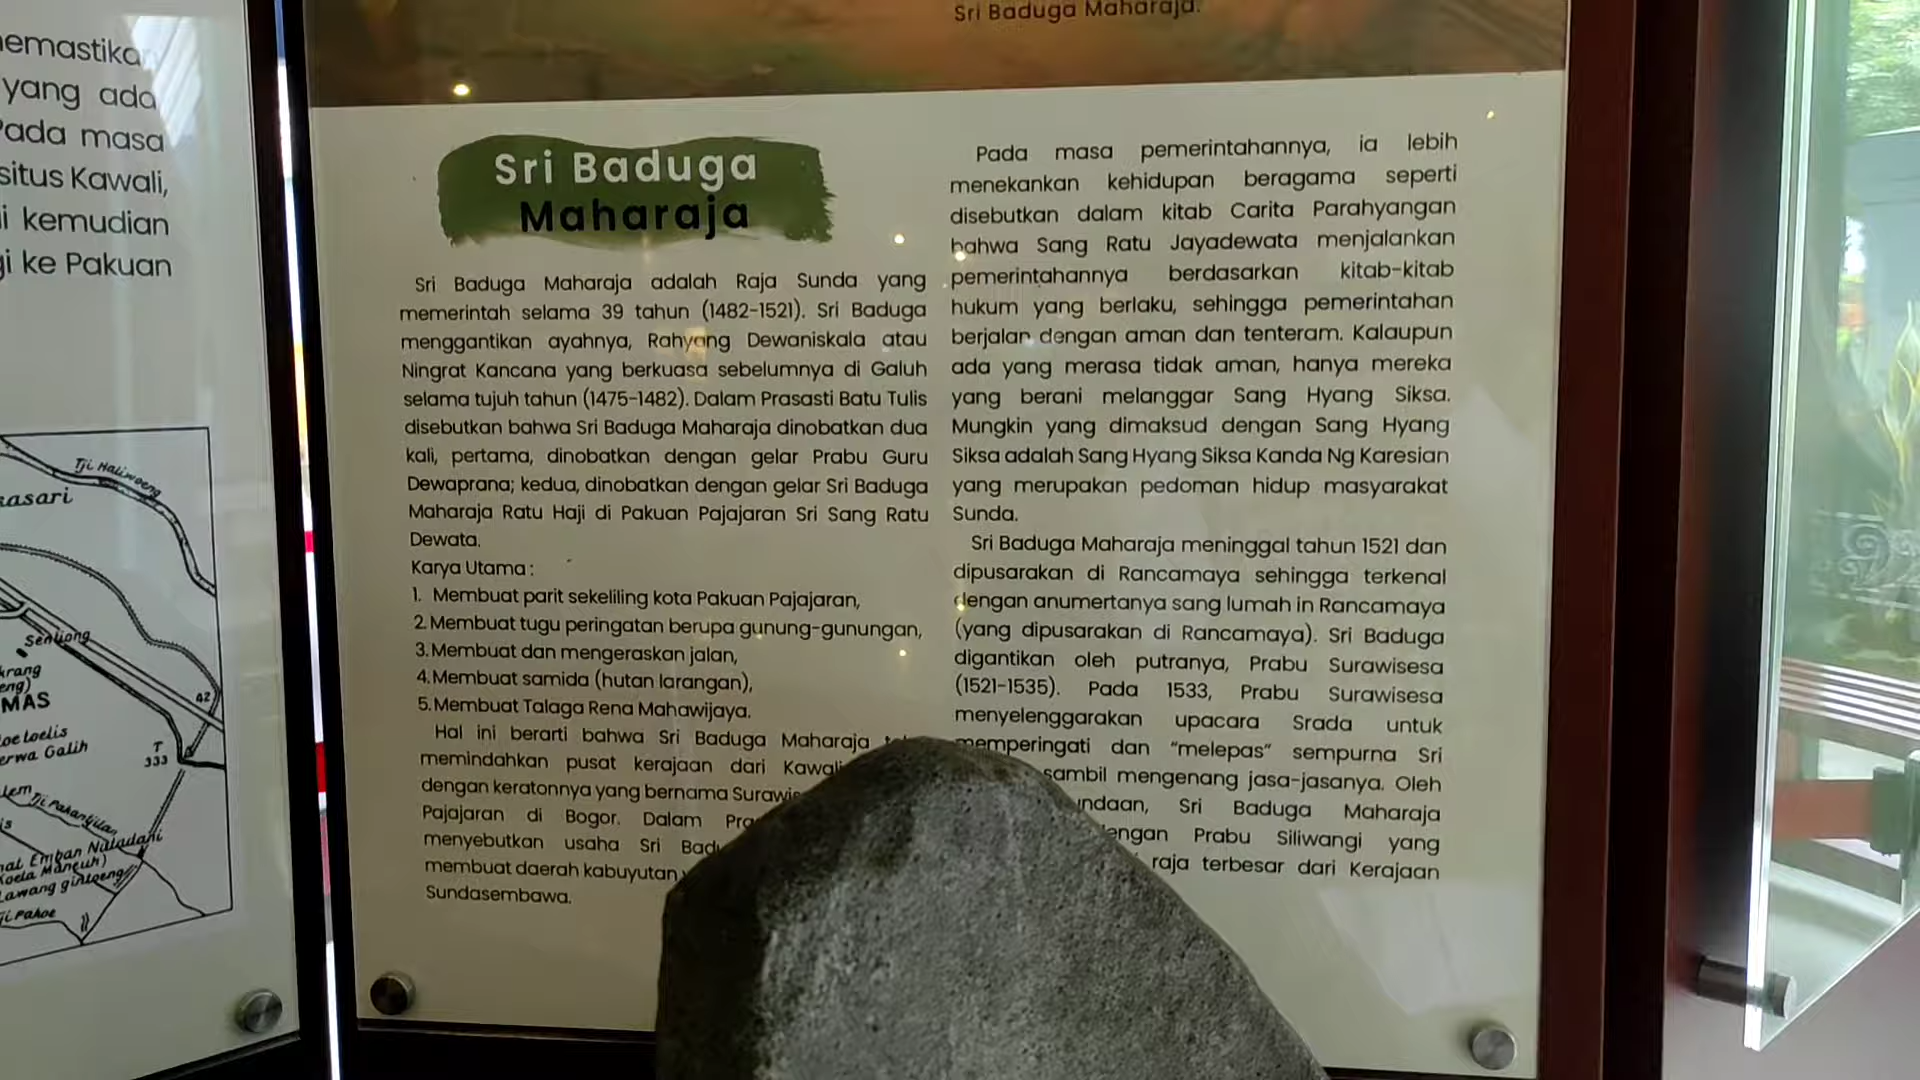 Sri Baduga Maharaja.
yang ada
masa
situs Kawali,
kemudian
ke Pakuan
Tji Haliwoeng
Sentiong
MAS
42
T
333
Sri Baduga
Maharaja
Sri Baduga Maharaja adalah Raja Sunda yang
memerintah selama 39 tahun (1482-1521). Sri Baduga
menggantikan ayahnya, Rahyang Dewaniskala atau
Ningrat Kancana yang berkuasa sebelumnya di Galuh
selama tujuh tahun (1475-1482). Dalam Prasasti Batu Tulis
disebutkan bahwa Sri Baduga Maharaja dinobatkan dua
kali, pertama, dinobatkan dengan gelar Prabu Guru
Dewaprana; kedua, dinobatkan dengan gelar Sri Baduga
Maharaja Ratu Haji di Pakuan Pajajaran Sri Sang Ratu
Dewata.
Karya Utama :
1. Membuat parit sekeliling kota Pakuan Pajajaran,
2. Membuat tugu peringatan berupa gunung-gunungan,
3. Membuat dan mengeraskan jalan,
4. Membuat samida (hutan larangan),
5. Membuat Talaga Rena Mahawijaya.
Hal ini berarti bahwa Sri Baduga Maharaja
memindahkan pusat kerajaan dari Kawali
dengan keratonnya yang bernama
Pajajaran di Bogor. Dalam
menyebutkan usaha Sri
membuat daerah kabuyutan
Sundasembawa.
Pada masa pemerintahannya, ia lebih
menekankan kehidupan beragama seperti
disebutkan dalam kitab Carita Parahyangan
bahwa Sang Ratu Jayadewata menjalankan
pemerintahannya berdasarkan kitab-kitab
hukum yang berlaku, sehingga pemerintahan
berjalan dengan aman dan tenteram. Kalaupun
ada yang merasa tidak aman, hanya mereka
yang berani melanggar Sang Hyang Siksa.
Mungkin yang dimaksud dengan Sang Hyang
Siksa adalah Sang Hyang Siksa Kanda Ng Karesian
yang merupakan pedoman hidup masyarakat
Sunda.
Sri Baduga Maharaja meninggal tahun 1521 dan
dipusarakan di Rancamaya sehingga terkenal
dengan anumertanya sang lumah in Rancamaya
(yang dipusarakan di Rancamaya). Sri Baduga
digantikan oleh putranya, Prabu Surawisesa
(1521-1535). Pada 1533, Prabu Surawisesa
menyelenggarakan upacara Srada untuk
memperingati dan "melepas" sempurna Sri
sambil mengenang jasa-jasanya. Oleh
Sri Baduga Maharaja
Prabu Siliwangi yang
raja terbesar dari Kerajaan